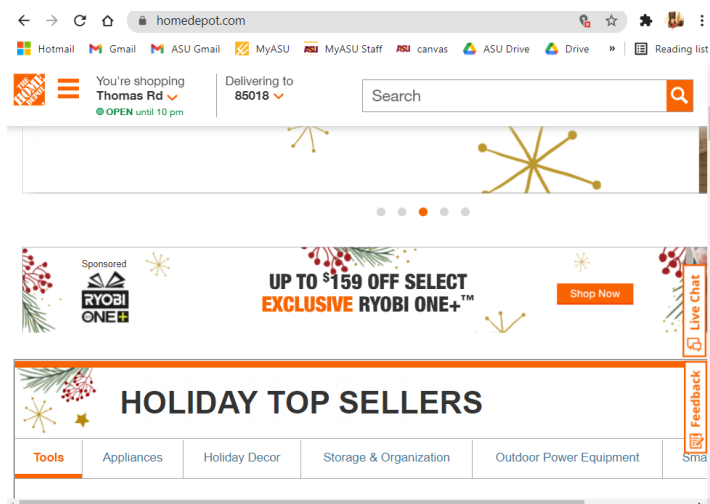 homedepot.com
Hotmail Gmail ASU Gmail MyASU ASU MyASU Staff ASU canvas ASU Drive Drive » Reading list
THE HOME DEPOT
You're shopping
Thomas Rd
OPEN until 10 pm
Delivering to
85018
Search
Sponsored
RYOBI
ONE+
UP TO $159 OFF SELECT
EXCLUSIVE RYOBI ONE+™
Shop Now
Live Chat
Feedback
HOLIDAY TOP SELLERS
Tools Appliances Holiday Decor Storage & Organization Outdoor Power Equipment Sma